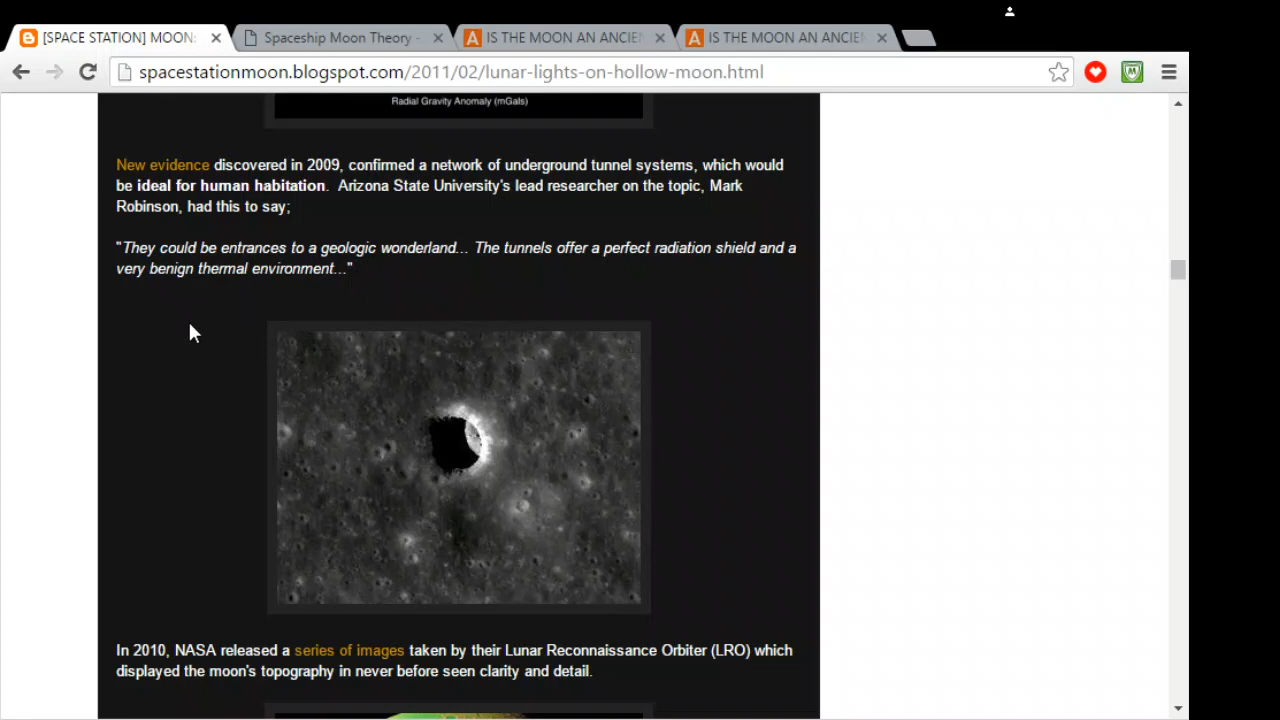 [SPACE STATION] MOON:
Spaceship Moon Theory -
IS THE MOON AN ANCIEN
IS THE MOON AN ANCIEN
spacestationmoon.blogspot.com/2011/02/lunar-lights-on-hollow-moon.html
Radial Gravity Anomaly (mGals)
New evidence discovered in 2009, confirmed a network of underground tunnel systems, which would
be ideal for human habitation. Arizona State University's lead researcher on the topic, Mark
Robinson, had this to say;
"They could be entrances to a geologic wonderland... The tunnels offer a perfect radiation shield and a
very benign thermal environment..."
In 2010, NASA released a series of images taken by their Lunar Reconnaissance Orbiter (LRO) which
displayed the moon's topography in never before seen clarity and detail.